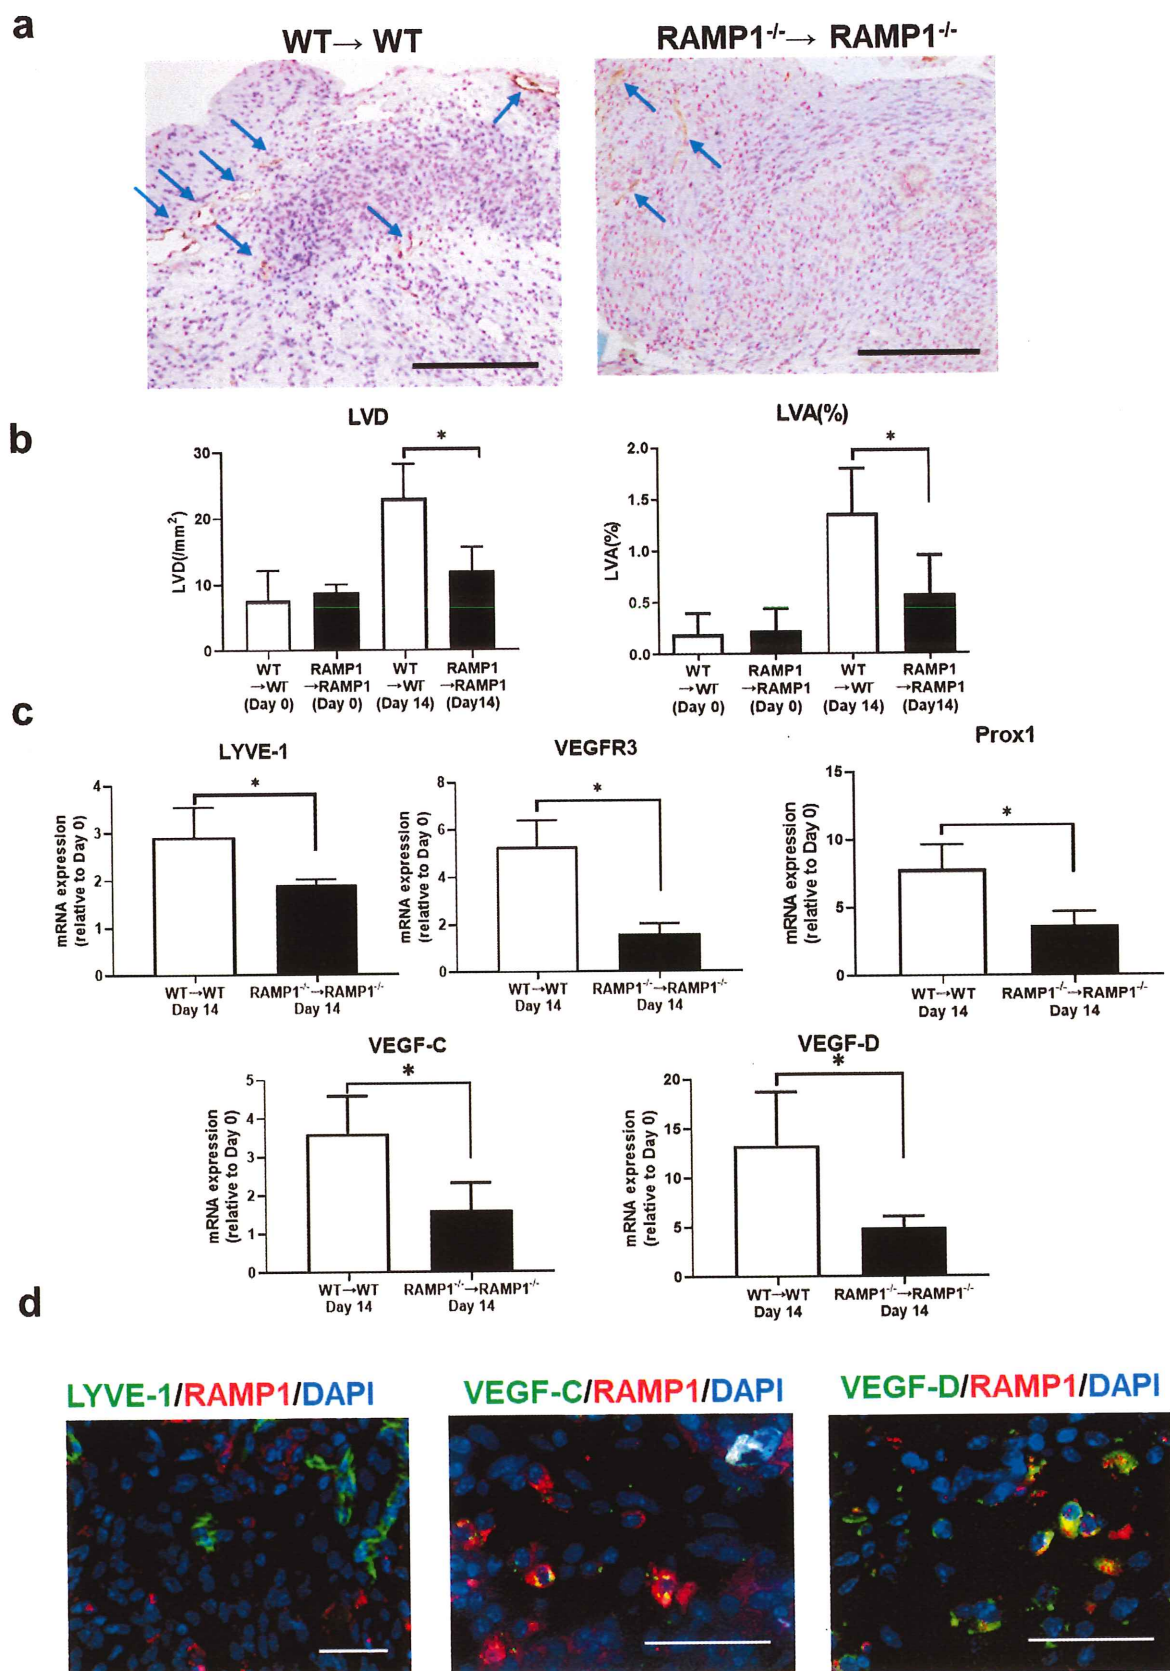 a
WT→ WT
RAMP1-/-→ RAMP1-/-
b
LVD
LVD(/mm2)
30
20
10
0
*
WT
→WT
(Day 0)
RAMP1
→RAMP1
(Day 0)
WT
→WT
(Day 14)
RAMP1
→RAMP1
(Day14)
LVA(%)
LVA(%)
2.0
1.5
1.0
0.5
0.0
*
WT
→WT
(Day 0)
RAMP1
→RAMP1
(Day 0)
WT
→WT
(Day 14)
RAMP1
→RAMP1
(Day14)
c
LYVE-1
mRNA expression
(relative to Day 0)
4
3
2
1
0
*
WT→WT
Day 14
RAMP1-/-→RAMP1-/-
Day 14
VEGFR3
mRNA expression
(relative to Day 0)
8
6
4
2
0
*
WT→WT
Day 14
RAMP1-/-→RAMP1-/-
Day 14
Prox1
mRNA expression
(relative to Day 0)
15
10
5
0
*
WT→WT
Day 14
RAMP1-/-→RAMP1-/-
Day 14
VEGF-C
mRNA expression
(relative to Day 0)
5
4
3
2
1
0
*
WT→WT
Day 14
RAMP1-/-→RAMP1-/-
Day 14
VEGF-D
mRNA expression
(relative to Day 0)
20
15
10
5
0
*
WT→WT
Day 14
RAMP1-/-→RAMP1-/-
Day 14
d
LYVE-1/RAMP1/DAPI
VEGF-C/RAMP1/DAPI
VEGF-D/RAMP1/DAPI